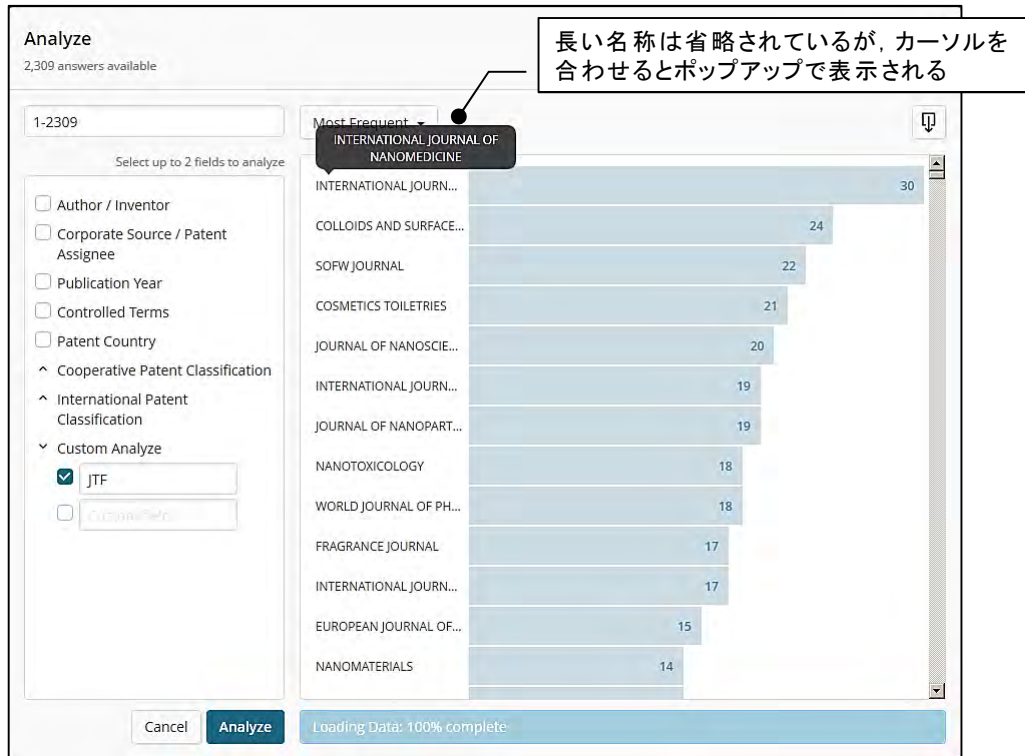 Analyze
2,309 answers available
長い名称は省略されているが，カーソルを
合わせるとポップアップで表示される
1-2309
Most Frequent
INTERNATIONAL JOURNAL OF
NANOMEDICINE
Select up to 2 fields to analyze
Author / Inventor
Corporate Source / Patent
Assignee
Publication Year
Controlled Terms
Patent Country
Cooperative Patent Classification
International Patent
Classification
Custom Analyze
JTF
INTERNATIONAL JOURN... 30
COLLOIDS AND SURFACE... 24
SOFW JOURNAL 22
COSMETICS TOILETRIES 21
JOURNAL OF NANOSCIE... 20
INTERNATIONAL JOURN... 19
JOURNAL OF NANOPART... 19
NANOTOXICOLOGY 18
WORLD JOURNAL OF PH... 18
FRAGRANCE JOURNAL 17
INTERNATIONAL JOURN... 17
EUROPEAN JOURNAL OF... 15
NANOMATERIALS 14
Cancel
Analyze
Loading Data: 100% complete